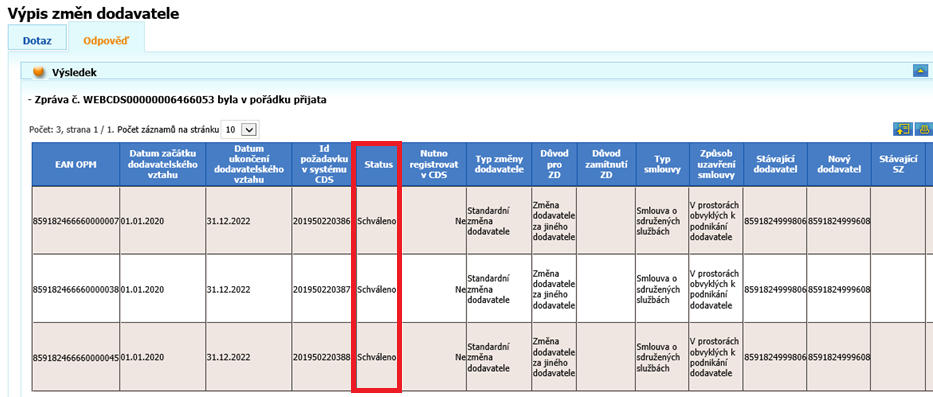 Výpis změn dodavatele
Dotaz
Odpověď
Výsledek
- Zpráva č. WEBCDS00000006466053 byla v pořádku přijata
Počet: 3, strana 1 / 1. Počet záznamů na stránku 10
EAN OPM
Datum začátku
dodavatelského
vztahu
Datum
ukončení
dodavatelského
vztahu
Id
požadavku
v systému
CDS
Status
Nutno
registrovat
v CDS
Typ změny
dodavatele
Důvod
pro
ZD
Důvod
zamítnutí
ZD
Typ
smlouvy
Způsob
uzavření
smlouvy
Stávající
dodavatel
Nový
dodavatel
Stávající
SZ
859182466660000007
01.01.2020
31.12.2022
201950220386
Schváleno
Ne
Standardní
změna
dodavatele
Změna
dodavatele
za jiného
dodavatele
Smlouva o
sdružených
službách
V prostorách
obvyklých k
podnikání
dodavatele
8591824999806
8591824999608
859182466660000038
01.01.2020
31.12.2022
201950220387
Schváleno
Ne
Standardní
změna
dodavatele
Změna
dodavatele
za jiného
dodavatele
Smlouva o
sdružených
službách
V prostorách
obvyklých k
podnikání
dodavatele
8591824999806
8591824999608
859182466660000045
01.01.2020
31.12.2022
201950220388
Schváleno
Ne
Standardní
změna
dodavatele
Změna
dodavatele
za jiného
dodavatele
Smlouva o
sdružených
službách
V prostorách
obvyklých k
podnikání
dodavatele
8591824999806
8591824999608